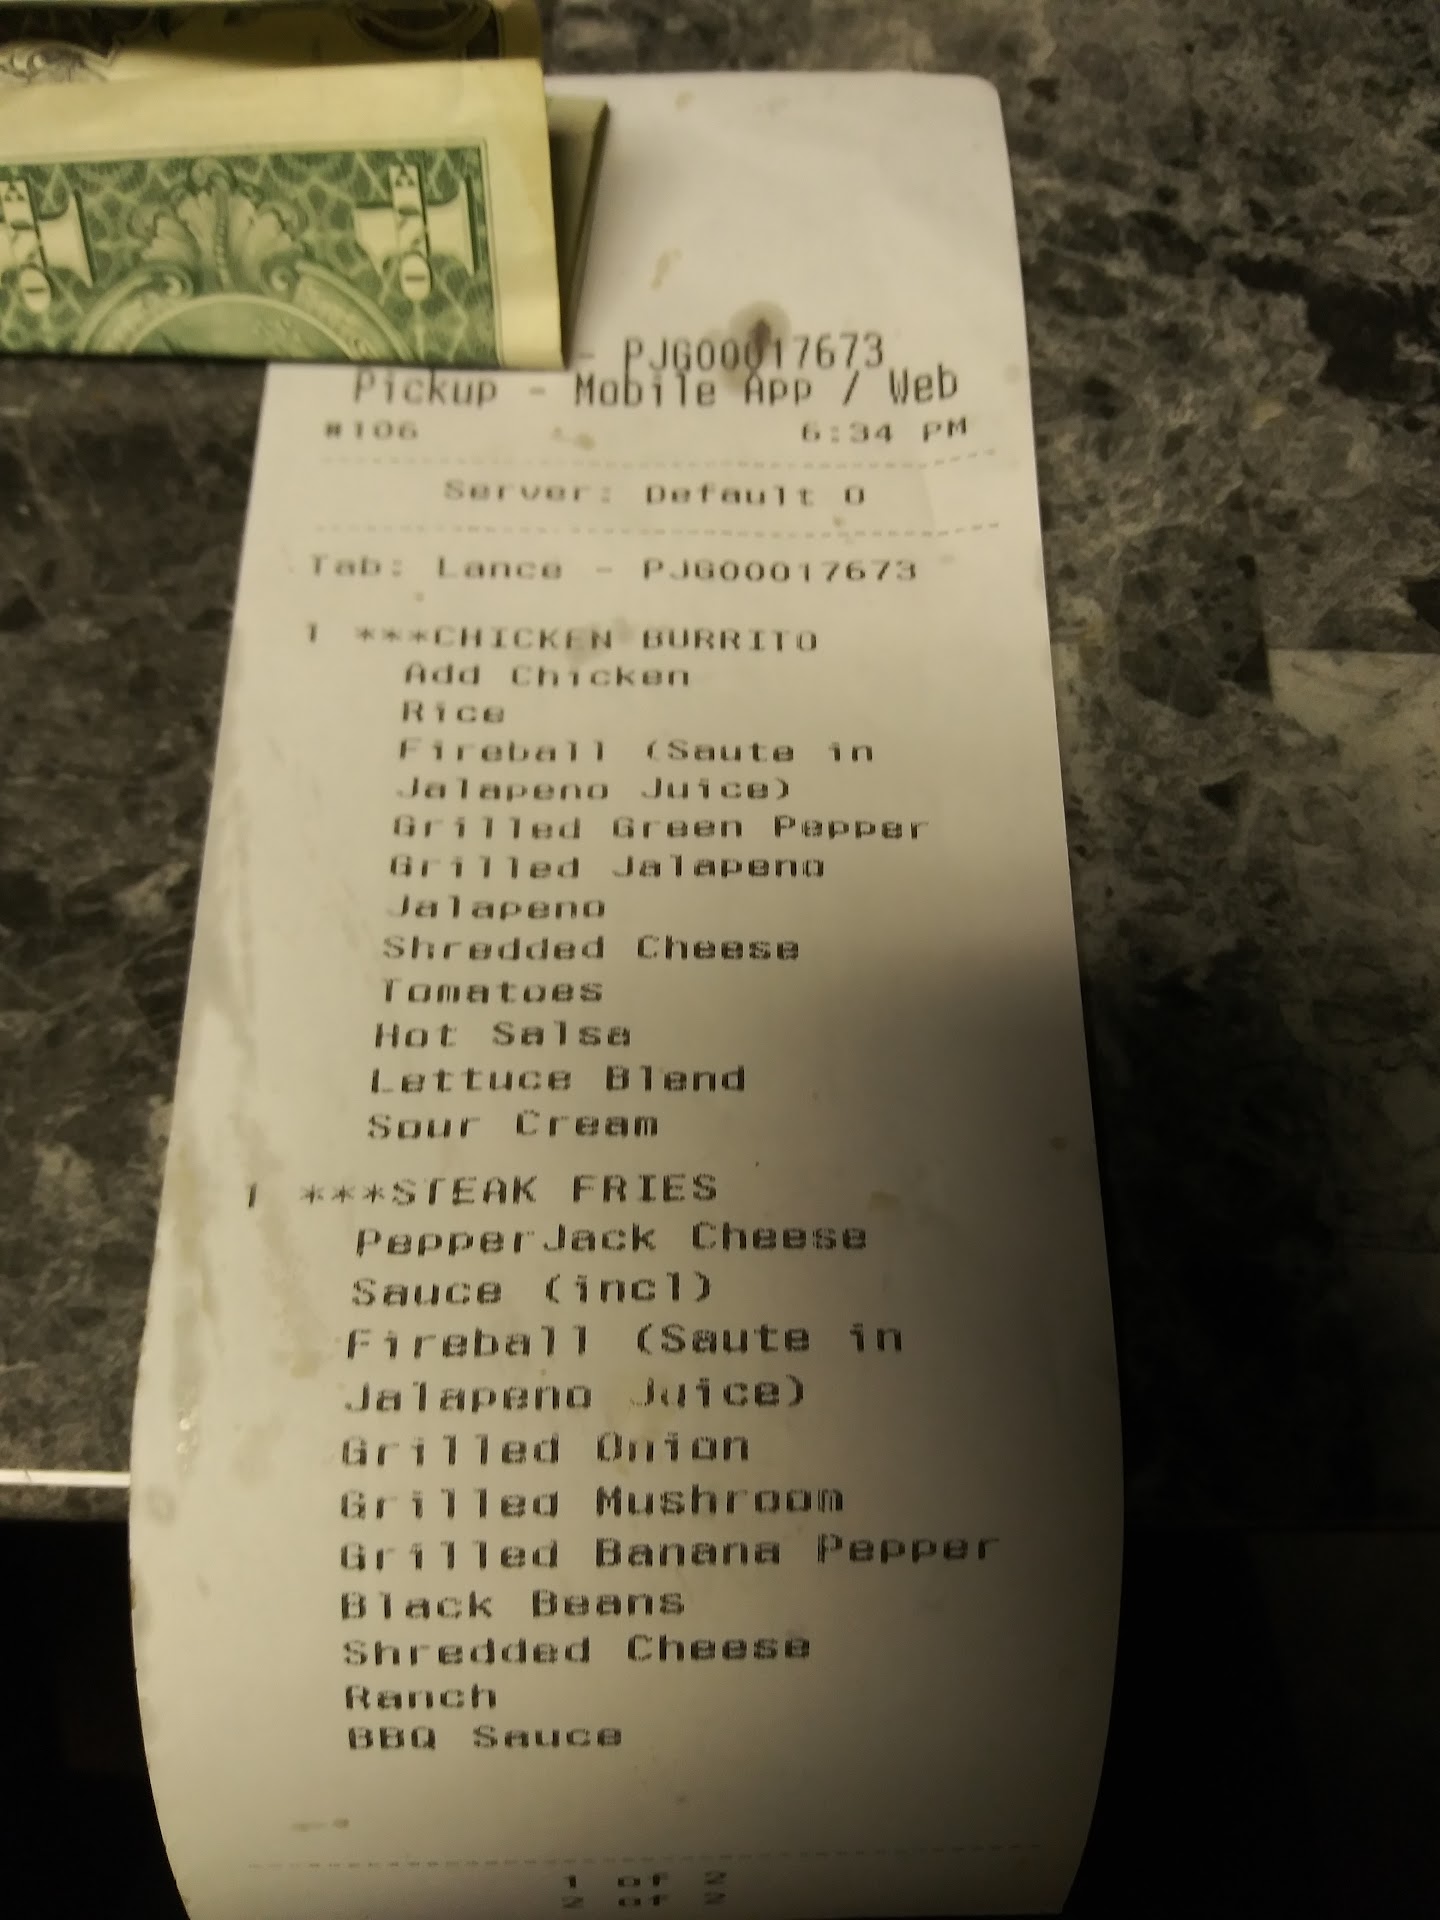 - PJG00017673
Pickup - Mobile App / Web
#106 6:34 PM
Server: Default 0
Tab: Lance - PJG00017673
1 ***CHICKEN BURRITO
Add Chicken
Rice
Fireball (Saute in
Jalapeno Juice)
Grilled Green Pepper
Grilled Jalapeno
Jalapeno
Shredded Cheese
Tomatoes
Hot Salsa
Lettuce Blend
Sour Cream
1 ***STEAK FRIES
PepperJack Cheese
Sauce (incl)
Fireball (Saute in
Jalapeno Juice)
Grilled Onion
Grilled Mushroom
Grilled Banana Pepper
Black Beans
Shredded Cheese
Ranch
BBQ Sauce
1 of 2
2 of 2